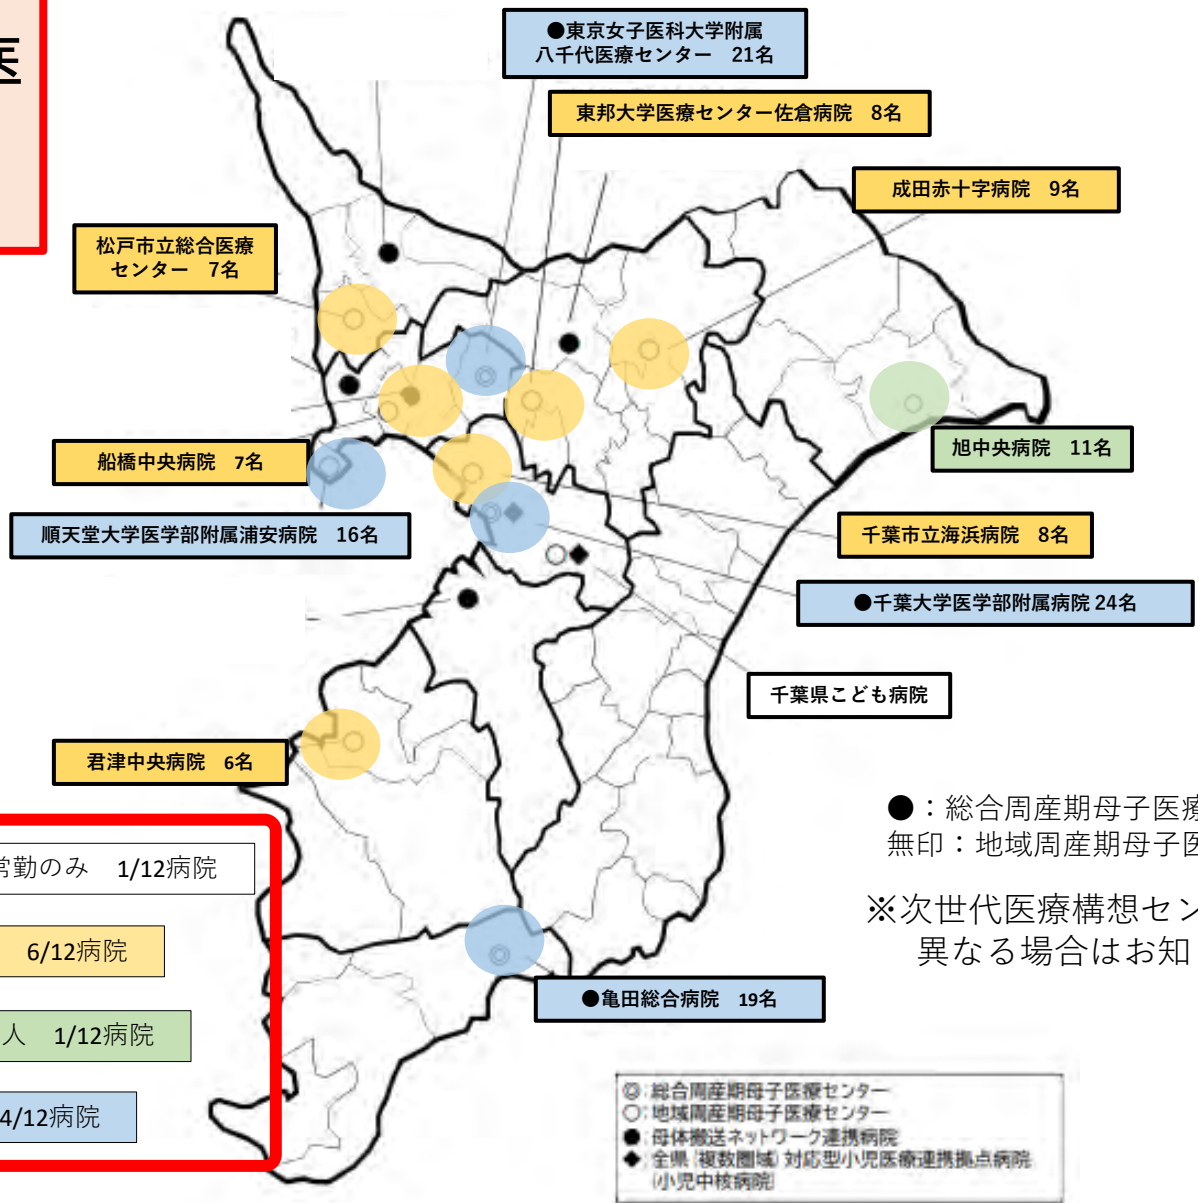 医
●東京女子医科大学附属
八千代医療センター 21名
東邦大学医療センター佐倉病院 8名
成田赤十字病院 9名
松戸市立総合医療
センター 7名
船橋中央病院 7名
旭中央病院 11名
順天堂大学医学部附属浦安病院 16名
千葉市立海浜病院 8名
●千葉大学医学部附属病院 24名
千葉県こども病院
君津中央病院 6名
●：総合周産期母子医療
無印：地域周産期母子医
常勤のみ 1/12病院
※次世代医療構想セン
異なる場合はお知
6/12病院
●亀田総合病院 19名
人 1/12病院
4/12病院
◎:総合周産期母子医療センター
○:地域周産期母子医療センター
●:母体搬送ネットワーク連携病院
◆:全県(複数圏域)対応型小児医療連携拠点病院
(小児中核病院)